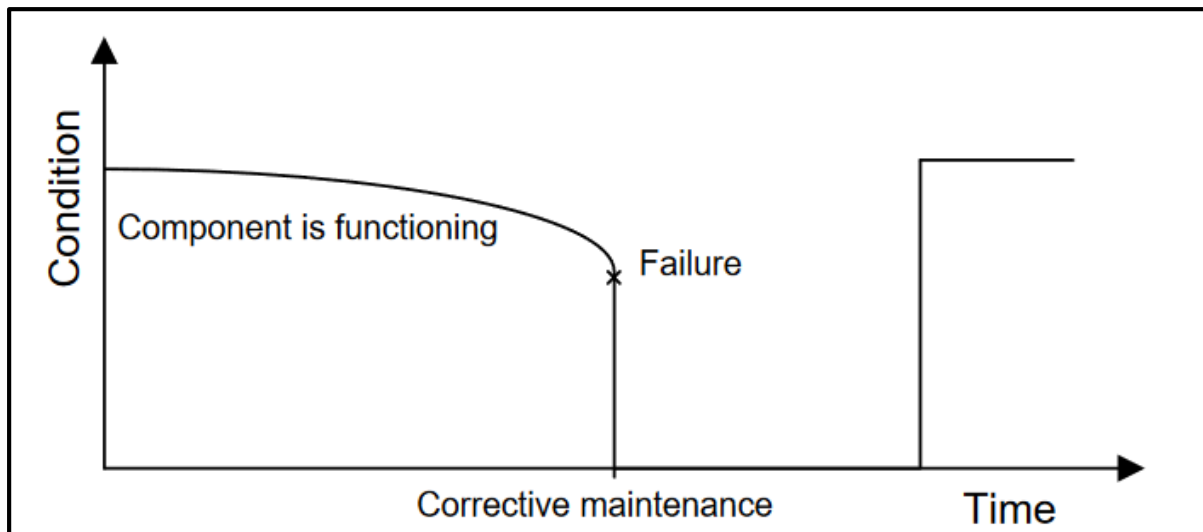 Condition
Component is functioning
Failure
Corrective maintenance
Time